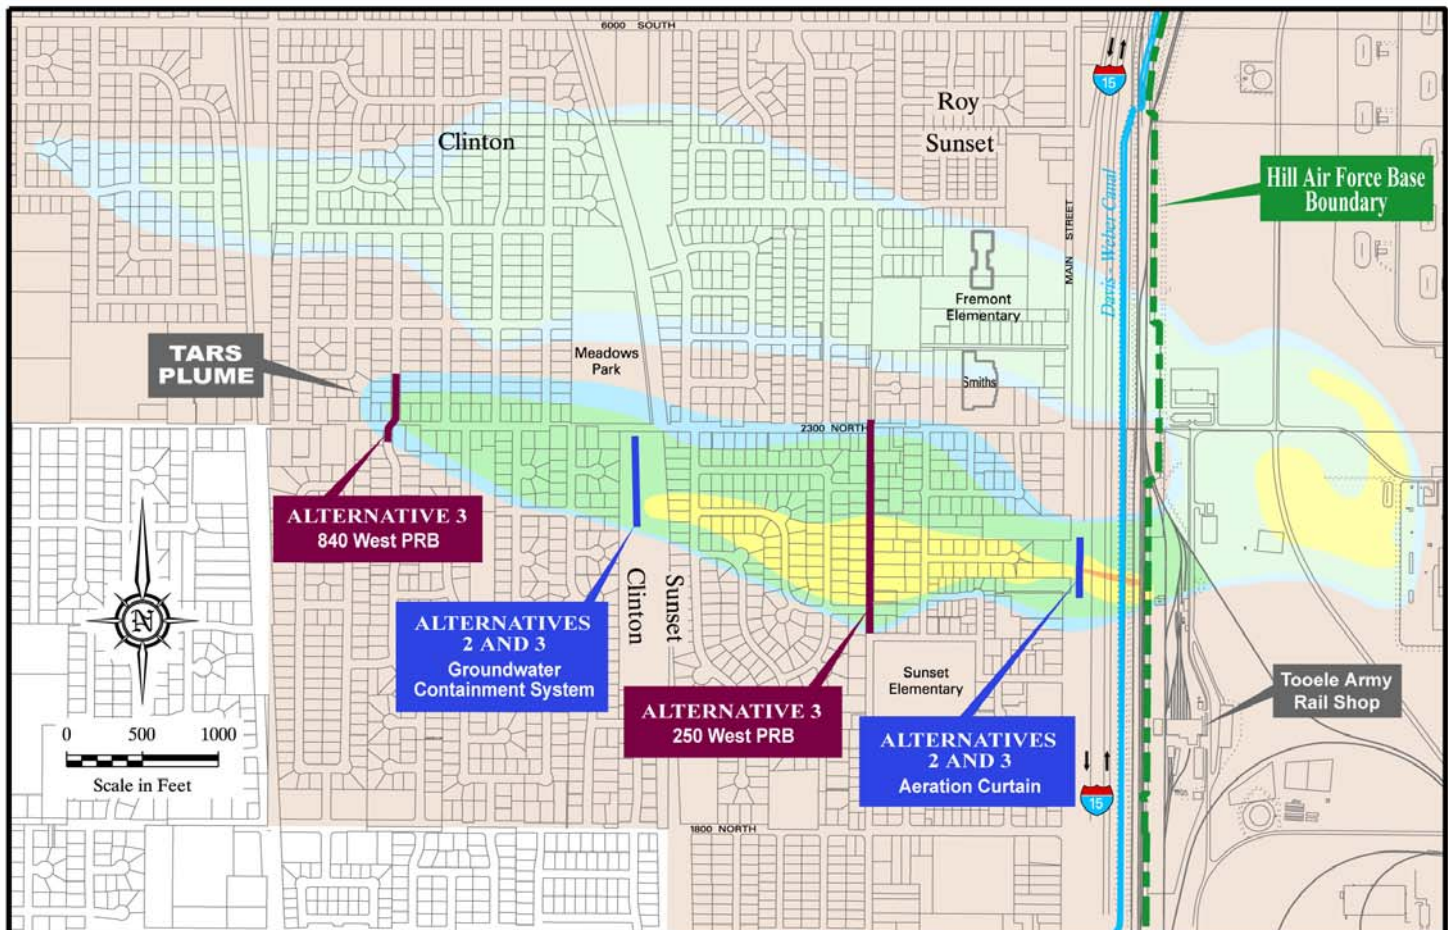 6000 SOUTH
15
Roy
Sunset
Clinton
Hill Air Force Base
Boundary
MAIN STREET
Davis - Weber Canal
Fremont
Elementary
TARS
PLUME
Meadows
Park
Smiths
2300 NORTH
ALTERNATIVE 3
840 West PRB
N
Clinton
Sunset
ALTERNATIVES
2 AND 3
Groundwater
Containment System
Sunset
Elementary
Tooele Army
Rail Shop
ALTERNATIVE 3
250 West PRB
ALTERNATIVES
2 AND 3
Aeration Curtain
0 500 1000
Scale in Feet
15
1800 NORTH